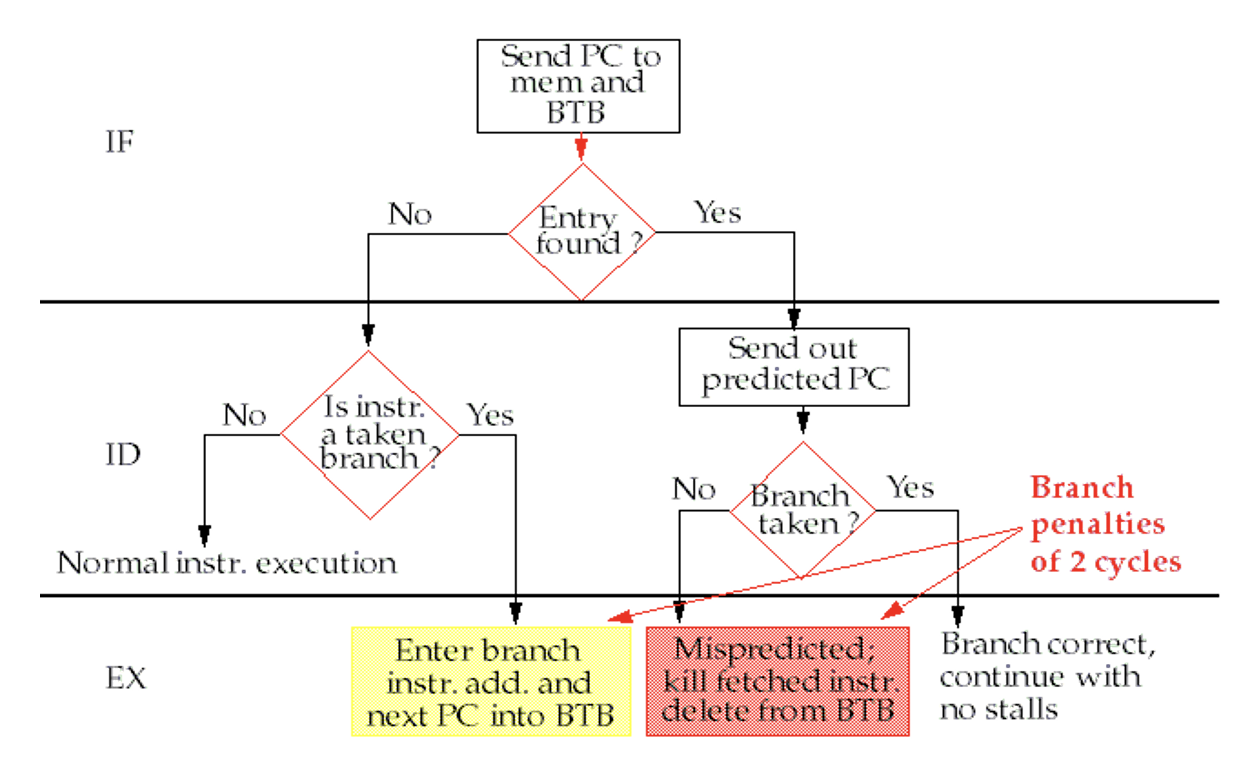 Send PC to
mem and
BTB
IF
No
Entry
found ?
Yes
Send out
predicted PC
No
Is instr.
a taken
branch ?
Yes
ID
No
Branch
taken ?
Yes
Branch
penalties
of 2 cycles
Normal instr. execution
EX
Enter branch
instr. add. and
next PC into BTB
Mispredicted;
kill fetched instr.
delete from BTB
Branch correct,
continue with
no stalls